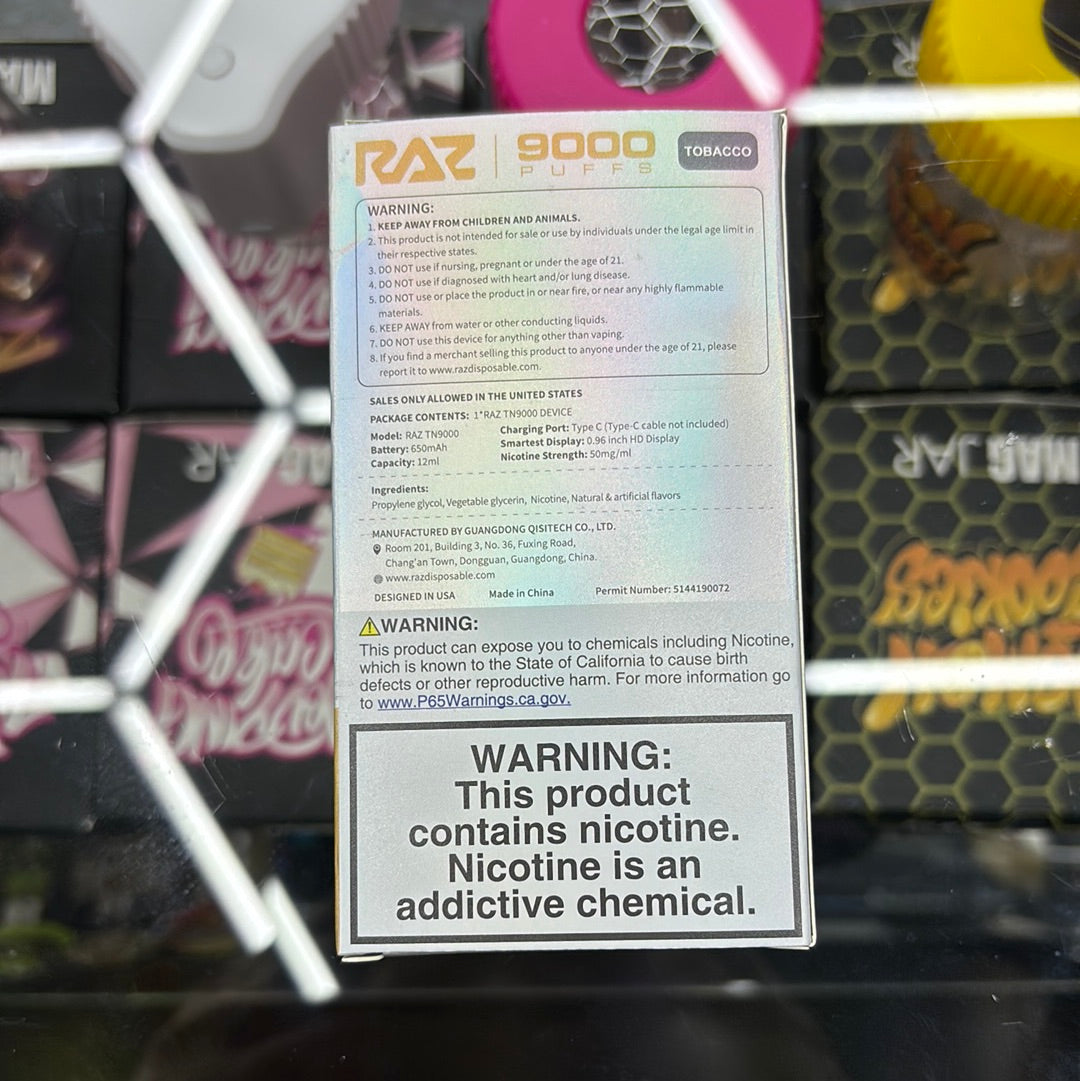 RAZ | 9000 PUFFS TOBACCO
WARNING:
1. KEEP AWAY FROM CHILDREN AND ANIMALS.
2. This product is not intended for sale or use by individuals under the legal age limit in
their respective states.
3. DO NOT use if nursing, pregnant or under the age of 21.
4. DO NOT use if diagnosed with heart and/or lung disease.
5. DO NOT use or place the product in or near fire, or near any highly flammable
materials.
6. KEEP AWAY from water or other conducting liquids.
7. DO NOT use this device for anything other than vaping.
8. If you find a merchant selling this product to anyone under the age of 21, please
report it to www.razdisposable.com.
SALES ONLY ALLOWED IN THE UNITED STATES
PACKAGE CONTENTS: 1*RAZ TN9000 DEVICE
Model: RAZ TN9000
Battery: 650mAh
Capacity: 12ml
Charging Port: Type C (Type-C cable not included)
Smartest Display: 0.96 inch HD Display
Nicotine Strength: 50mg/ml
Ingredients:
Propylene glycol, Vegetable glycerin, Nicotine, Natural & artificial flavors
MANUFACTURED BY GUANGDONG QISITECH CO., LTD.
Room 201, Building 3, No. 36, Fuxing Road,
Chang'an Town, Dongguan, Guangdong, China.
www.razdisposable.com
DESIGNED IN USA Made in China Permit Number: 5144190072
WARNING:
This product can expose you to chemicals including Nicotine,
which is known to the State of California to cause birth
defects or other reproductive harm. For more information go
to www.P65Warnings.ca.gov.
WARNING:
This product
contains nicotine.
Nicotine is an
addictive chemical.
MAG JAR
COOKIES